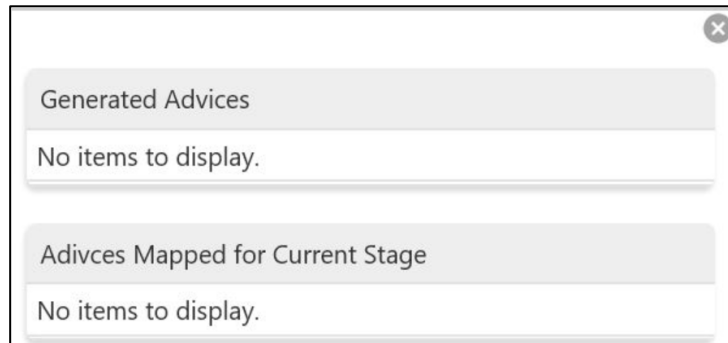 Generated Advices
No items to display.
Adivces Mapped for Current Stage
No items to display.